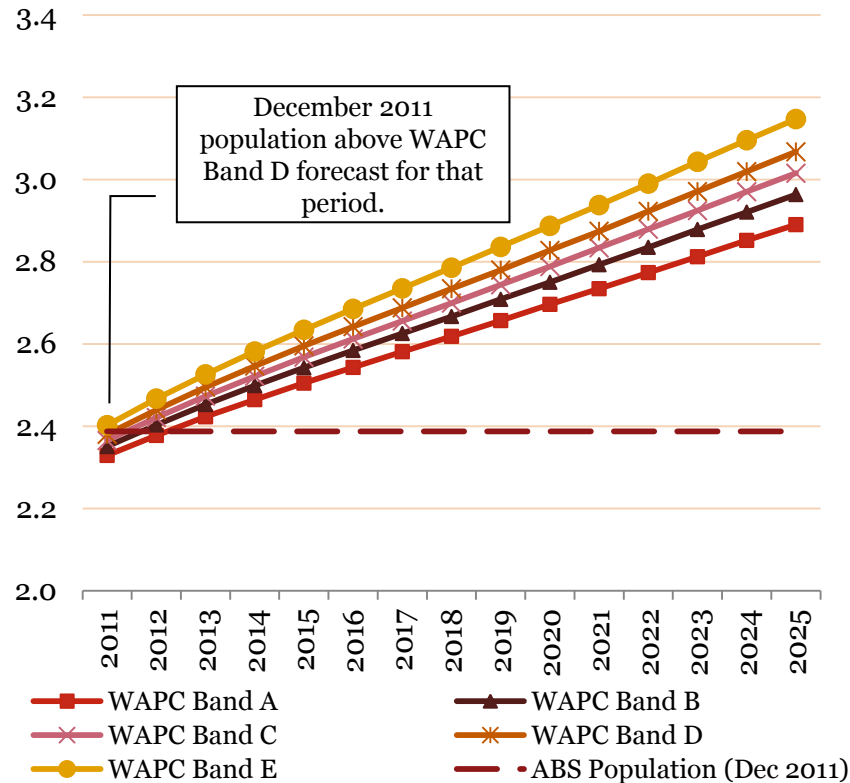 3.4
3.2
3.0
2.8
2.6
2.4
2.2
2.0
December 2011
population above WAPC
Band D forecast for that
period.
2011
2012
2013
2014
2015
2016
2017
2018
2019
2020
2021
2022
2023
2024
2025
WAPC Band A
WAPC Band B
WAPC Band C
WAPC Band D
WAPC Band E
ABS Population (Dec 2011)